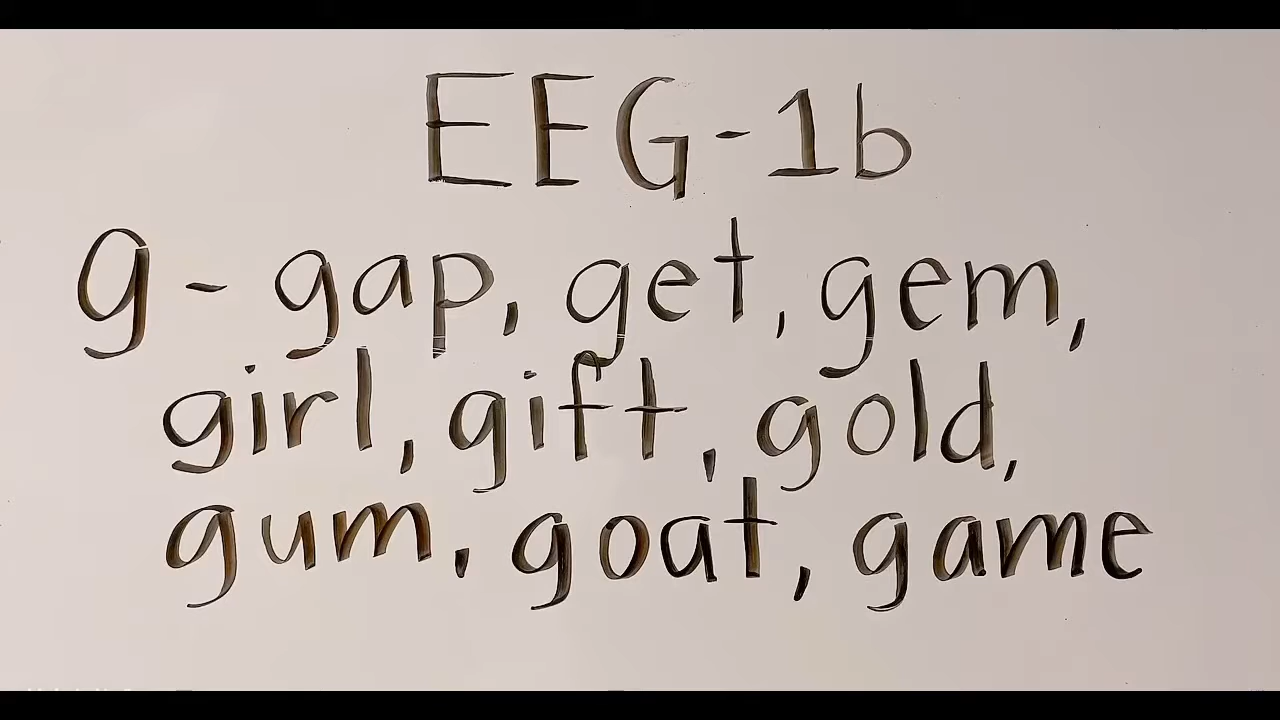 EEG-1b
g - gap, get, gem,
girl, gift, gold,
gum, goat, game